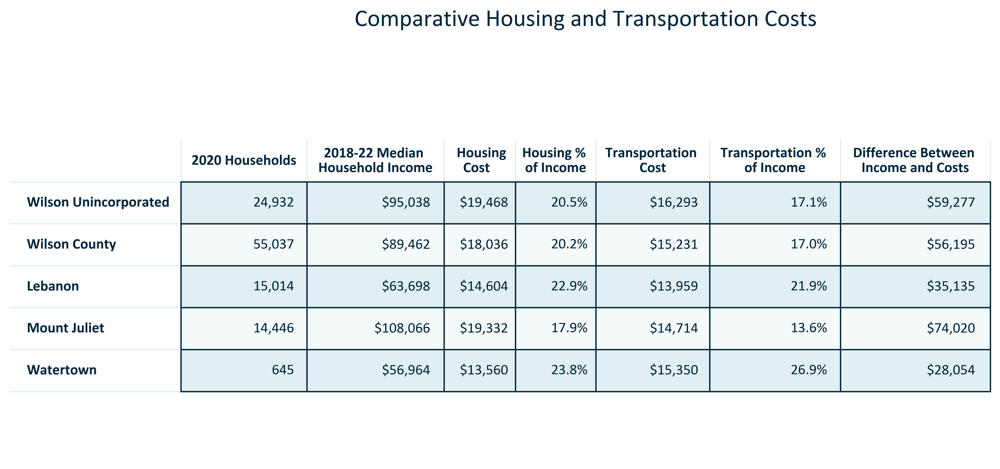 Comparative Housing and Transportation Costs
2020 Households
2018-22 Median
Household Income
Housing
Cost
Housing %
of Income
Transportation
Cost
Transportation %
of Income
Difference Between
Income and Costs
Wilson Unincorporated 24,932 $95,038 $19,468 20.5% $16,293 17.1% $59,277
Wilson County 55,037 $89,462 $18,036 20.2% $15,231 17.0% $56,195
Lebanon 15,014 $63,698 $14,604 22.9% $13,959 21.9% $35,135
Mount Juliet 14,446 $108,066 $19,332 17.9% $14,714 13.6% $74,020
Watertown 645 $56,964 $13,560 23.8% $15,350 26.9% $28,054